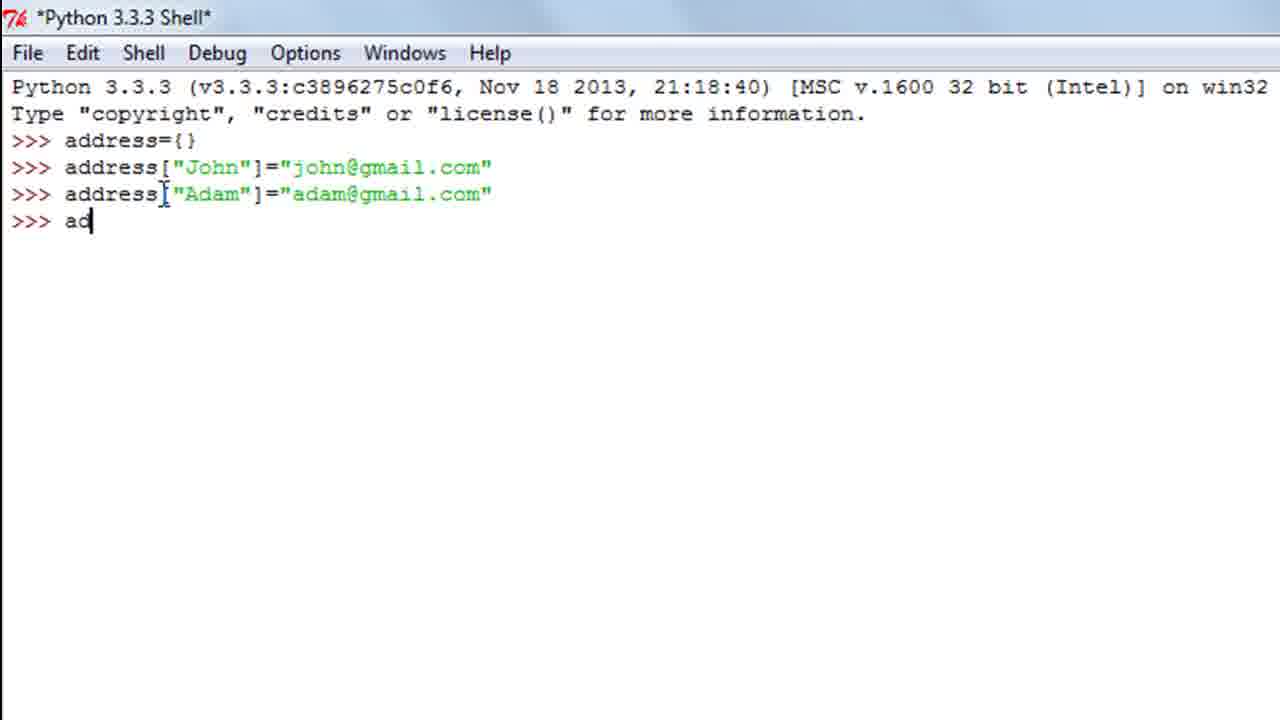 *Python 3.3.3 Shell*
File Edit Shell Debug Options Windows Help
Python 3.3.3 (v3.3.3:c3896275c0f6, Nov 18 2013, 21:18:40) [MSC v.1600 32 bit (Intel)] on win32
Type "copyright", "credits" or "license()" for more information.
>>> address={}
>>> address["John"]="john@gmail.com"
>>> address["Adam"]="adam@gmail.com"
>>> ad